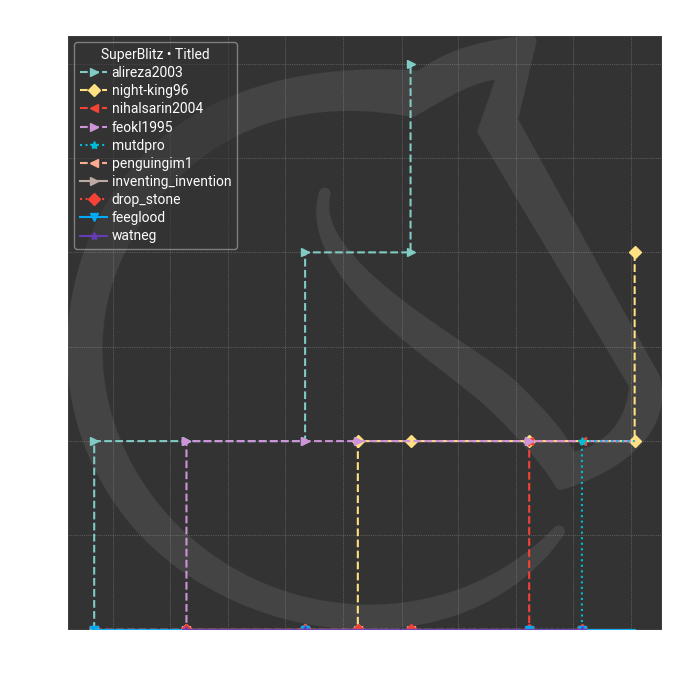 SuperBlitz • Titled
alireza2003
night-king96
nihalsarin2004
feokl1995
mutdpro
penguingim1
inventing_invention
drop_stone
feeglood
watneg